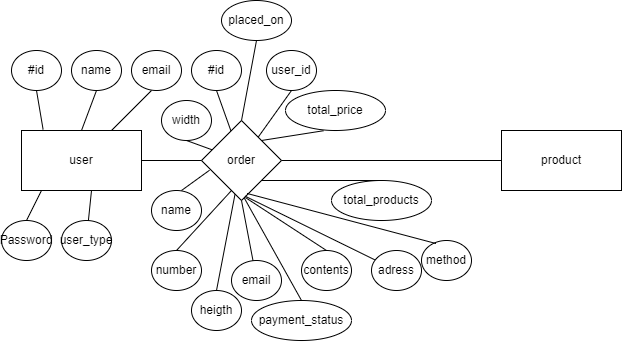 placed_on
#id
name
email
#id
user_id
total_price
width
user
order
product
total_products
name
Password
user_type
number
email
contents
adress
method
heigth
payment_status